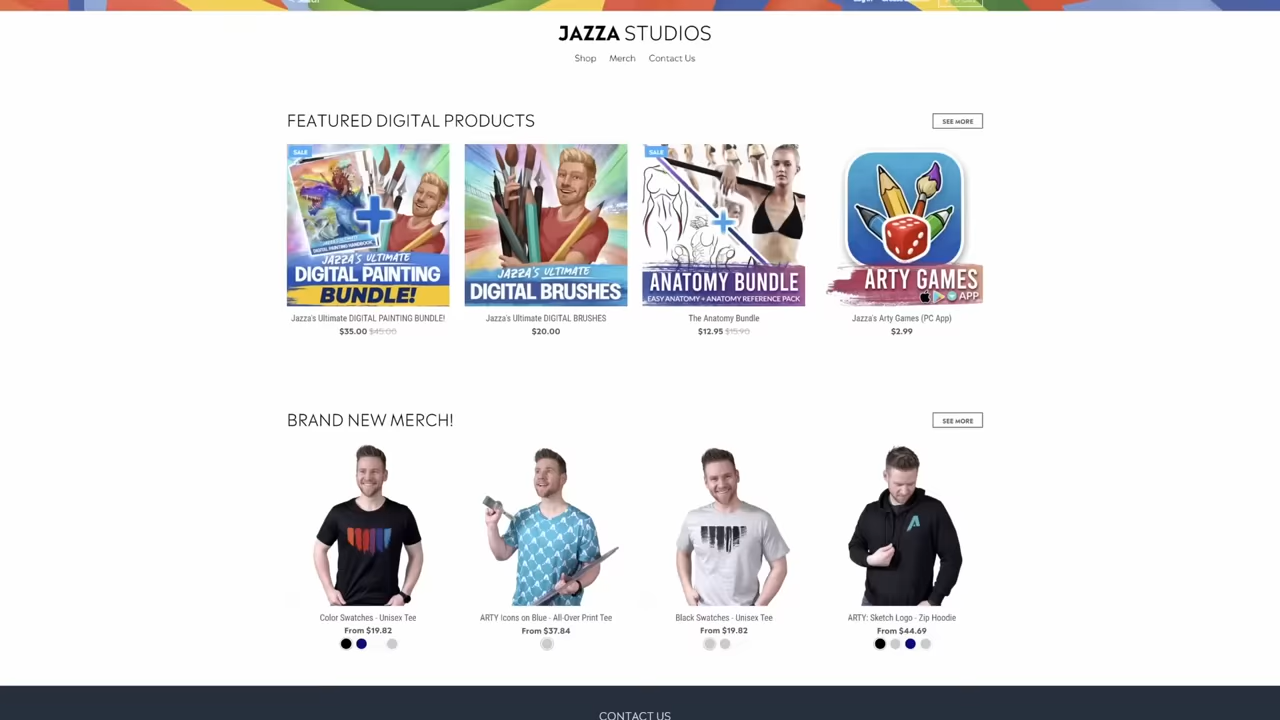 JAZZA STUDIOS
Shop Merch Contact Us
FEATURED DIGITAL PRODUCTS
SEE MORE
SALE
JAZZA'S ULTIMATE
DIGITAL PAINTING
BUNDLE!
JAZZA'S ULTIMATE
DIGITAL BRUSHES
SALE
ANATOMY BUNDLE
EASY ANATOMY + ANATOMY REFERENCE PACK
ARTY GAMES
APP
Jazza's Ultimate DIGITAL PAINTING BUNDLE!
$35.00 $45.00
Jazza's Ultimate DIGITAL BRUSHES
$20.00
The Anatomy Bundle
$12.95 $15.90
Jazza's Arty Games (PC App)
$2.99
BRAND NEW MERCH!
SEE MORE
Color Swatches - Unisex Tee
From $19.82
ARTY Icons on Blue - All-Over Print Tee
From $37.84
Black Swatches - Unisex Tee
From $19.82
ARTY: Sketch Logo - Zip Hoodie
From $44.69
CONTACT US